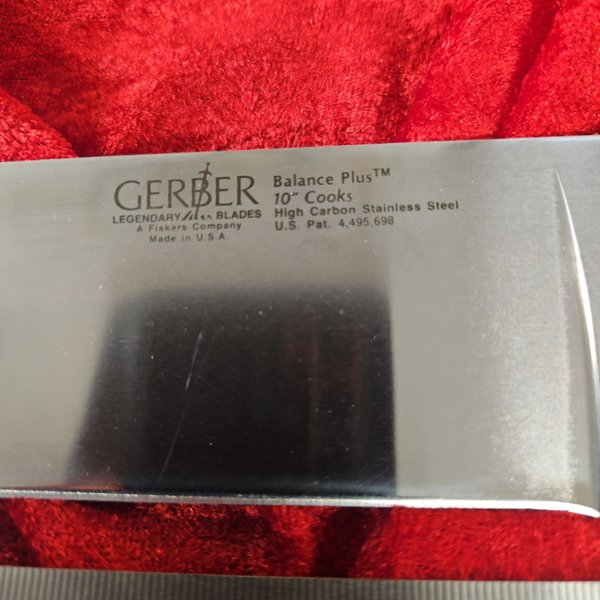 GERBER
LEGENDARY BLADES
A Fiskars Company
Made in U.S.A.
Balance Plus™
10" Cooks
High Carbon Stainless Steel
U.S. Pat. 4,495,698